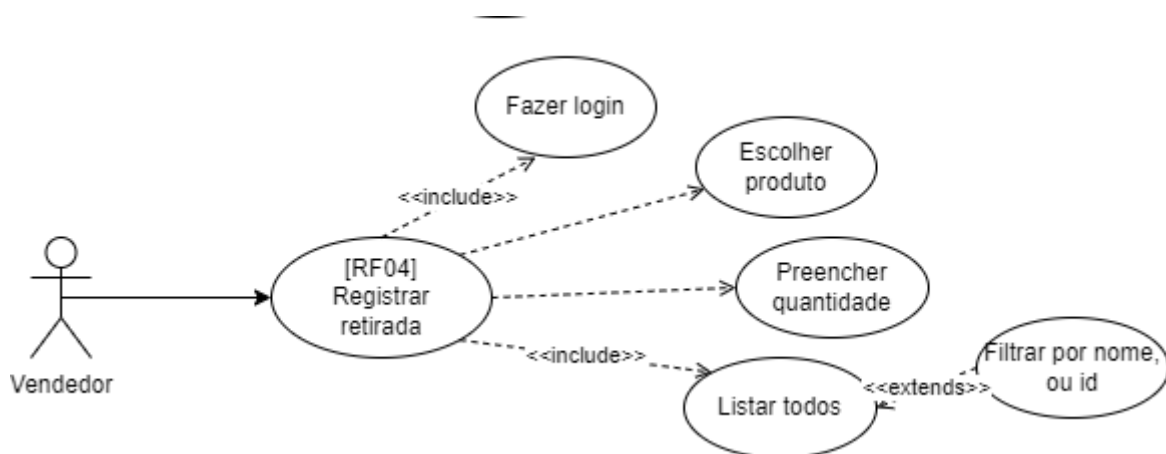 Fazer login
Escolher
produto
<<include>>
[RF04]
Registrar
retirada
Preencher
quantidade
<<include>>
Filtrar por nome,
ou id
<<extends>>
Listar todos
Vendedor